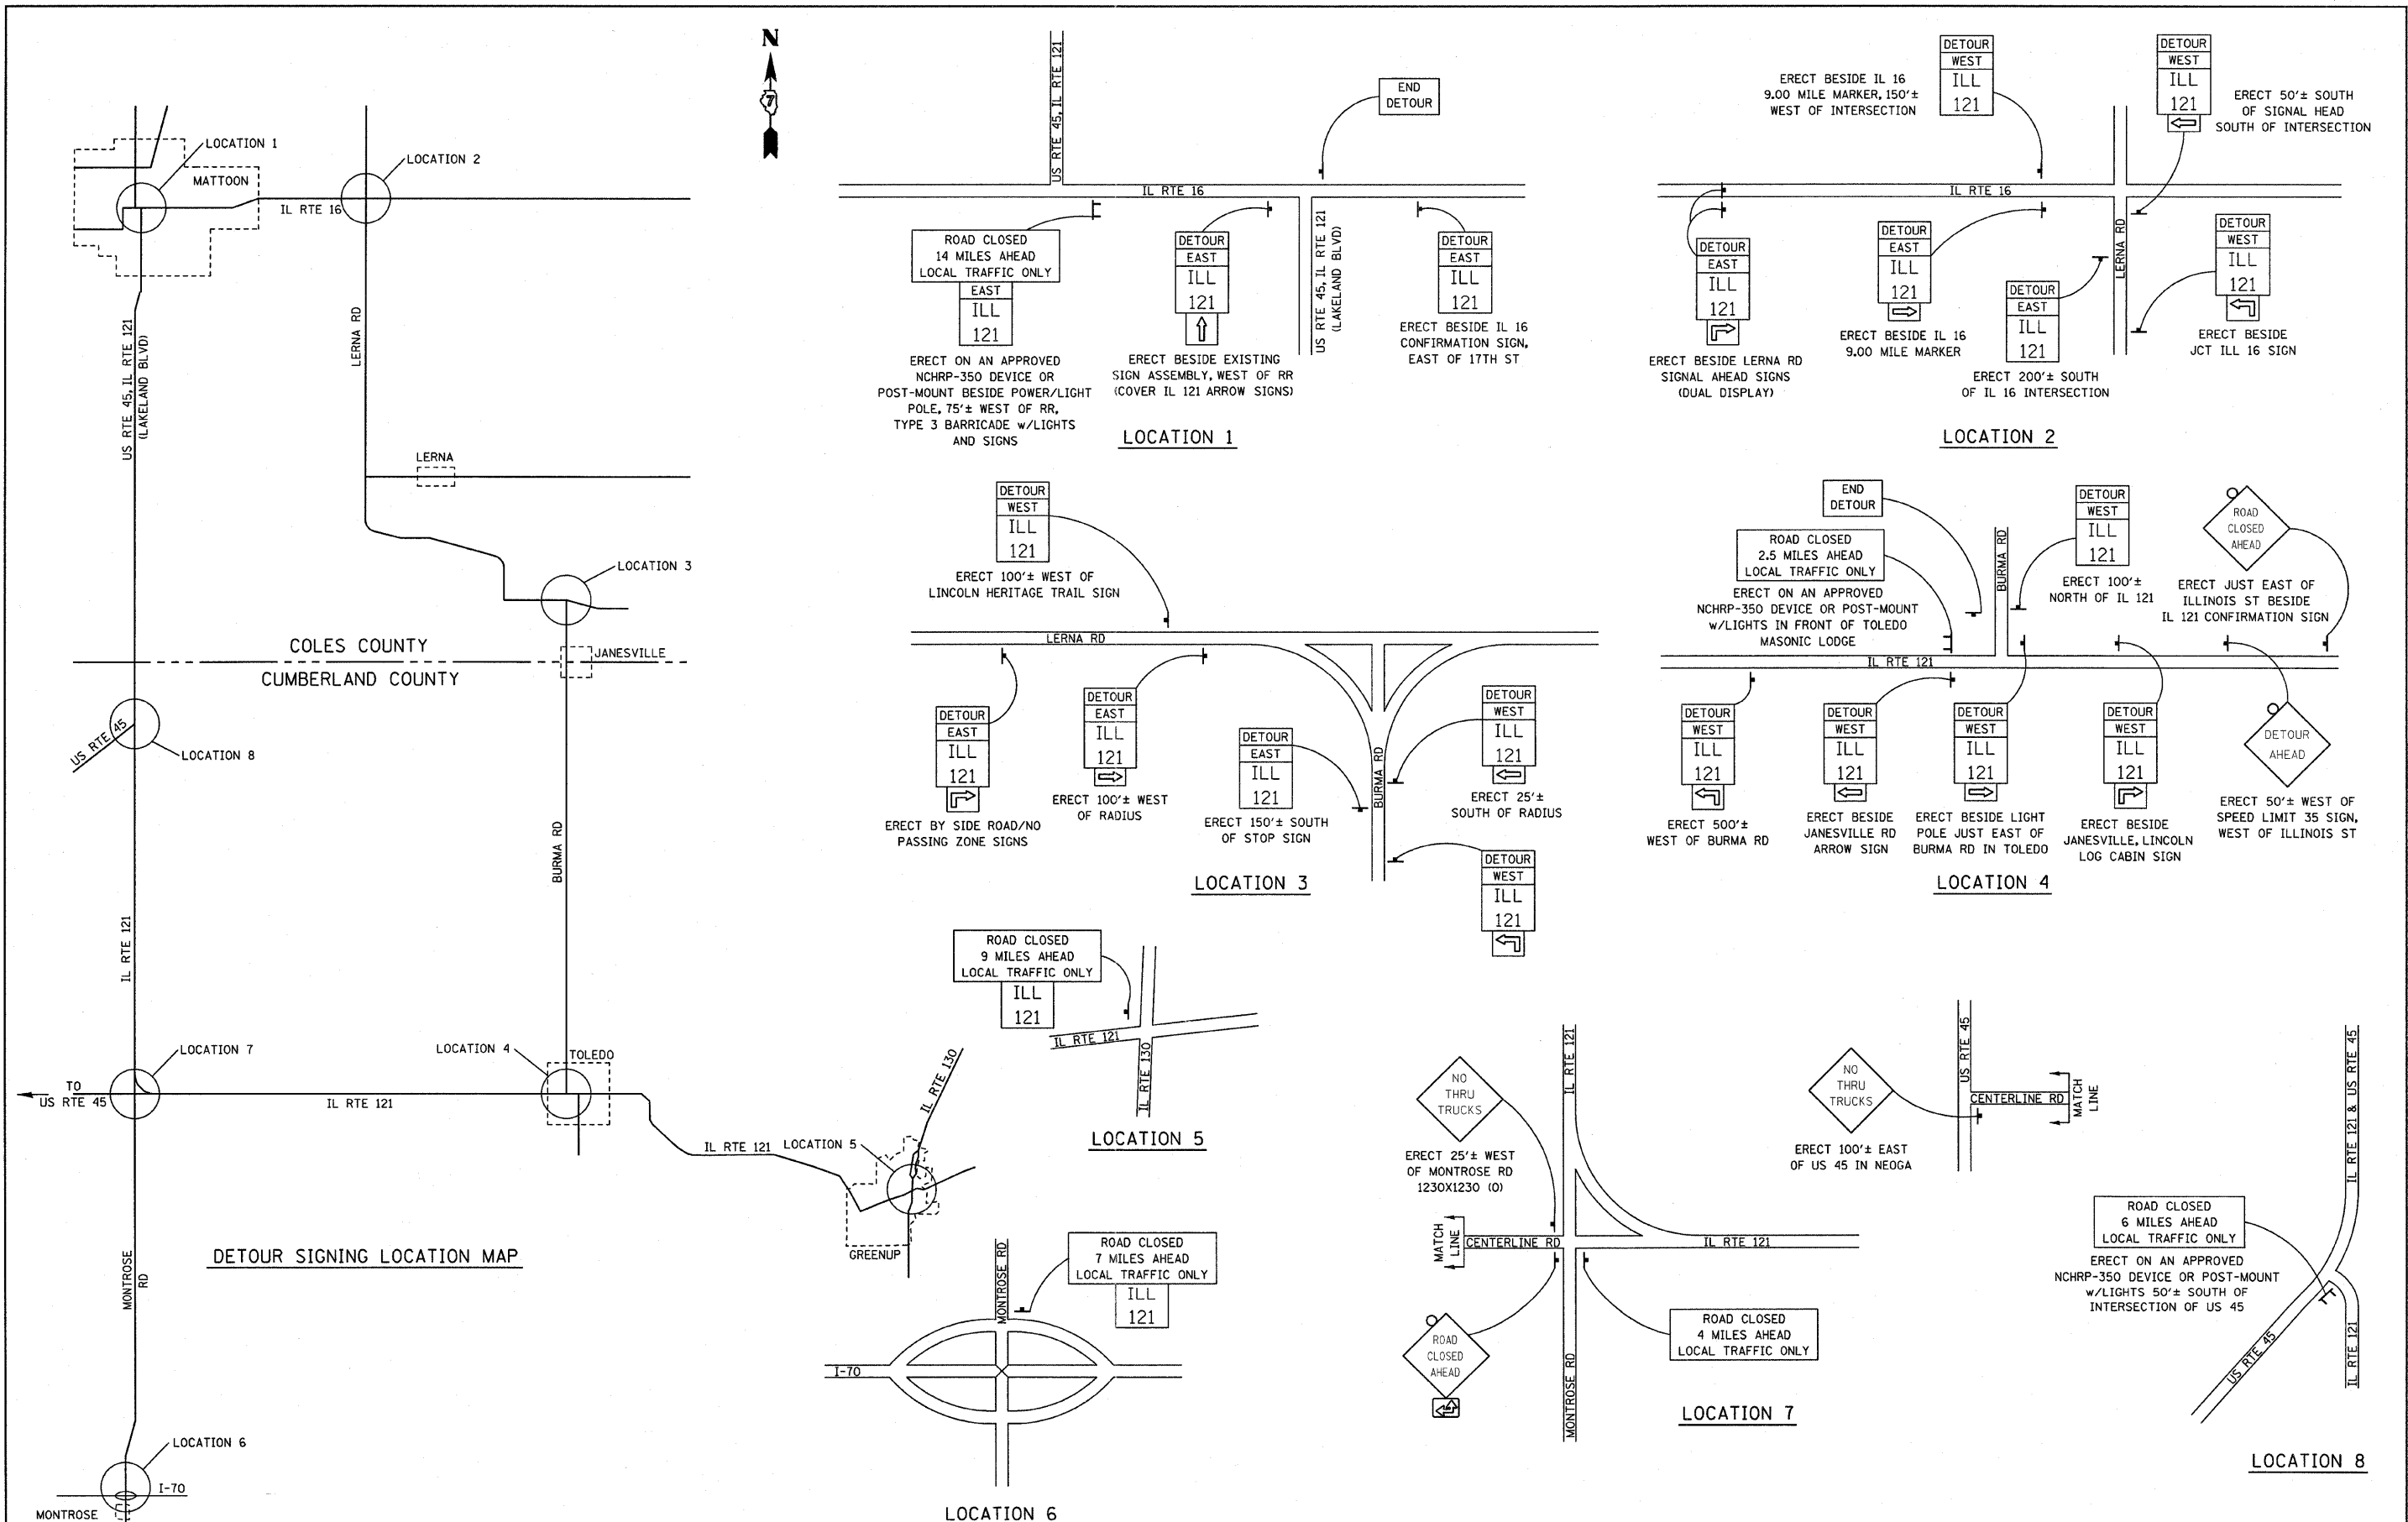 LOCATION 1
MATTOON
LOCATION 2
IL RTE 16
US RTE 45, IL RTE 121
(LAKELAND BLVD)
LERNA RD
LERNA
LOCATION 3
COLES COUNTY
CUMBERLAND COUNTY
JANESVILLE
US RTE 45
LOCATION 8
IL RTE 121
BURMA RD
LOCATION 7
LOCATION 4
TOLEDO
TO
US RTE 45
IL RTE 121
IL RTE 121
LOCATION 5
IL RTE 130
GREENUP
MONTROSE
RD
DETOUR SIGNING LOCATION MAP
LOCATION 6
I-70
MONTROSE
N
7
US RTE 45, IL RTE 121
END
DETOUR
IL RTE 16
ROAD CLOSED
14 MILES AHEAD
LOCAL TRAFFIC ONLY
EAST
ILL
121
ERECT ON AN APPROVED
NCHRP-350 DEVICE OR
POST-MOUNT BESIDE POWER/LIGHT
POLE, 75'± WEST OF RR,
TYPE 3 BARRICADE w/LIGHTS
AND SIGNS
DETOUR
EAST
ILL
121
ERECT BESIDE EXISTING
SIGN ASSEMBLY, WEST OF RR
(COVER IL 121 ARROW SIGNS)
US RTE 45, IL RTE 121
(LAKELAND BLVD)
DETOUR
EAST
ILL
121
ERECT BESIDE IL 16
CONFIRMATION SIGN,
EAST OF 17TH ST
LOCATION 1
ERECT BESIDE IL 16
9.00 MILE MARKER, 150'±
WEST OF INTERSECTION
DETOUR
WEST
ILL
121
DETOUR
WEST
ILL
121
ERECT 50'± SOUTH
OF SIGNAL HEAD
SOUTH OF INTERSECTION
IL RTE 16
LERNA RD
DETOUR
EAST
ILL
121
ERECT BESIDE LERNA RD
SIGNAL AHEAD SIGNS
(DUAL DISPLAY)
DETOUR
EAST
ILL
121
ERECT BESIDE IL 16
9.00 MILE MARKER
DETOUR
EAST
ILL
121
ERECT 200'± SOUTH
OF IL 16 INTERSECTION
DETOUR
WEST
ILL
121
ERECT BESIDE
JCT ILL 16 SIGN
LOCATION 2
DETOUR
WEST
ILL
121
ERECT 100'± WEST OF
LINCOLN HERITAGE TRAIL SIGN
LERNA RD
DETOUR
EAST
ILL
121
ERECT BY SIDE ROAD/NO
PASSING ZONE SIGNS
DETOUR
EAST
ILL
121
ERECT 100'± WEST
OF RADIUS
DETOUR
EAST
ILL
121
ERECT 150'± SOUTH
OF STOP SIGN
BURMA RD
DETOUR
WEST
ILL
121
ERECT 25'±
SOUTH OF RADIUS
DETOUR
WEST
ILL
121
LOCATION 3
END
DETOUR
ROAD CLOSED
2.5 MILES AHEAD
LOCAL TRAFFIC ONLY
ERECT ON AN APPROVED
NCHRP-350 DEVICE OR POST-MOUNT
w/LIGHTS IN FRONT OF TOLEDO
MASONIC LODGE
BURMA RD
DETOUR
WEST
ILL
121
ERECT 100'±
NORTH OF IL 121
ROAD
CLOSED
AHEAD
ERECT JUST EAST OF
ILLINOIS ST BESIDE
IL 121 CONFIRMATION SIGN
IL RTE 121
DETOUR
WEST
ILL
121
ERECT 500'±
WEST OF BURMA RD
DETOUR
WEST
ILL
121
ERECT BESIDE
JANESVILLE RD
ARROW SIGN
DETOUR
WEST
ILL
121
ERECT BESIDE LIGHT
POLE JUST EAST OF
BURMA RD IN TOLEDO
DETOUR
WEST
ILL
121
ERECT BESIDE
JANESVILLE, LINCOLN
LOG CABIN SIGN
DETOUR
AHEAD
ERECT 50'± WEST OF
SPEED LIMIT 35 SIGN,
WEST OF ILLINOIS ST
LOCATION 4
ROAD CLOSED
9 MILES AHEAD
LOCAL TRAFFIC ONLY
ILL
121
IL RTE 121
IL RTE 130
LOCATION 5
MONTROSE RD
ROAD CLOSED
7 MILES AHEAD
LOCAL TRAFFIC ONLY
ILL
121
I-70
LOCATION 6
NO
THRU
TRUCKS
ERECT 25'± WEST
OF MONTROSE RD
1230X1230 (O)
IL RTE 121
MATCH
LINE
CENTERLINE RD
IL RTE 121
ROAD
CLOSED
AHEAD
MONTROSE RD
ROAD CLOSED
4 MILES AHEAD
LOCAL TRAFFIC ONLY
LOCATION 7
NO
THRU
TRUCKS
ERECT 100'± EAST
OF US 45 IN NEOGA
US RTE 45
CENTERLINE RD
MATCH
LINE
IL RTE 121 & US RTE 45
ROAD CLOSED
6 MILES AHEAD
LOCAL TRAFFIC ONLY
ERECT ON AN APPROVED
NCHRP-350 DEVICE OR POST-MOUNT
w/LIGHTS 50'± SOUTH OF
INTERSECTION OF US 45
US RTE 45
IL RTE 121
LOCATION 8